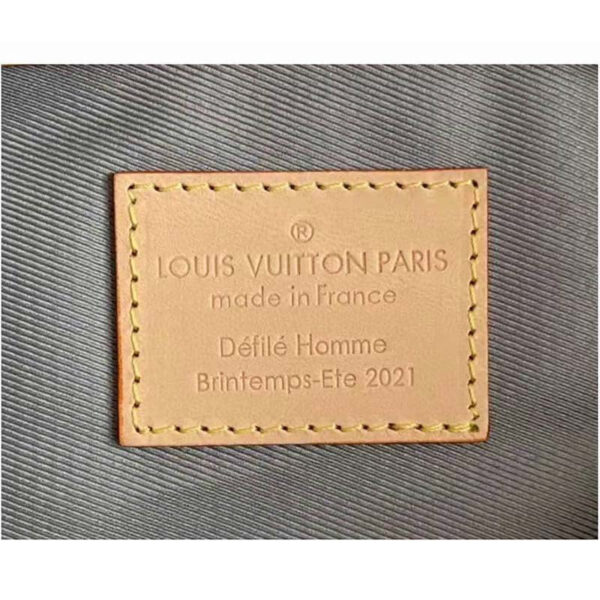 ®
LOUIS VUITTON PARIS
made in France
Défilé Homme
Brintemps-Ete 2021